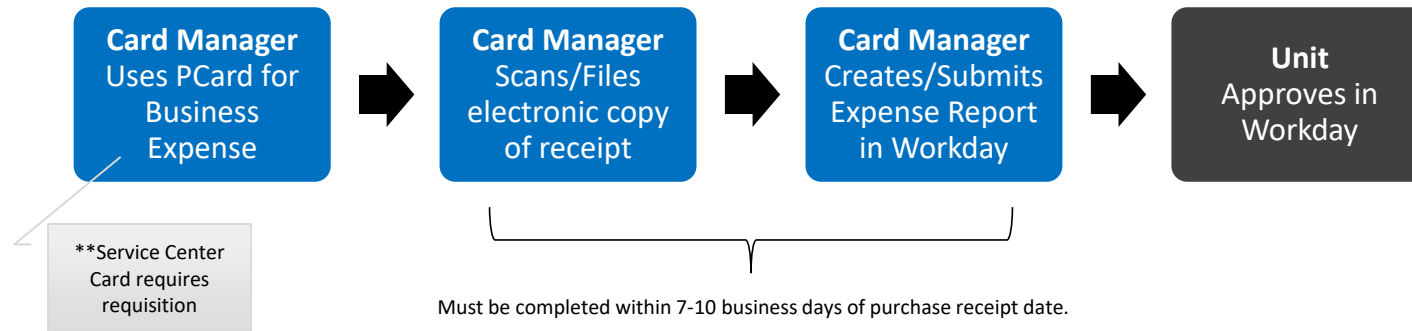 Card Manager
Uses PCard for
Business
Expense
Card Manager
Scans/Files
electronic copy
of receipt
Card Manager
Creates/Submits
Expense Report
in Workday
Unit
Approves in
Workday
**Service Center
Card requires
requisition
Must be completed within 7-10 business days of purchase receipt date.